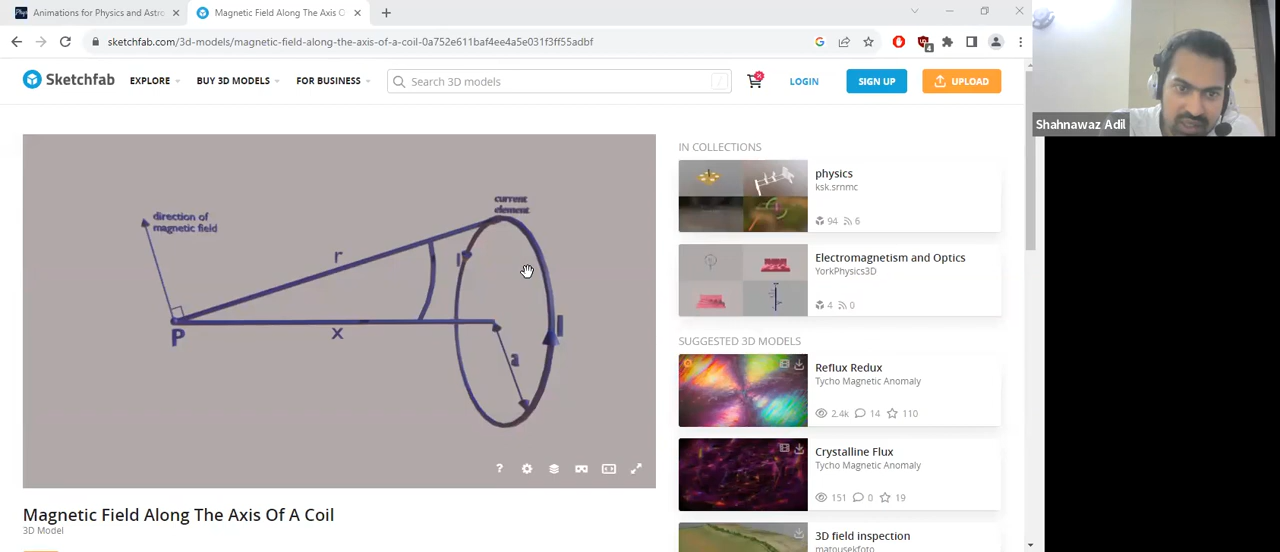 Animations for Physics and Astro
Magnetic Field Along The Axis O
sketchfab.com/3d-models/magnetic-field-along-the-axis-of-a-coil-0a752e611baf4ee4a5e031f3ff55adbf
4
Sketchfab
EXPLORE
BUY 3D MODELS
FOR BUSINESS
Search 3D models
/
LOGIN
SIGN UP
UPLOAD
Shahnawaz Adil
direction of
magnetic field
current
element
r
I
P
x
a
?
IN COLLECTIONS
physics
ksk.srnmc
94
6
Electromagnetism and Optics
YorkPhysics3D
4
0
SUGGESTED 3D MODELS
Reflux Redux
Tycho Magnetic Anomaly
2.4k
14
110
Crystalline Flux
Tycho Magnetic Anomaly
151
0
19
3D field inspection
matousekfoto
Magnetic Field Along The Axis Of A Coil
3D Model